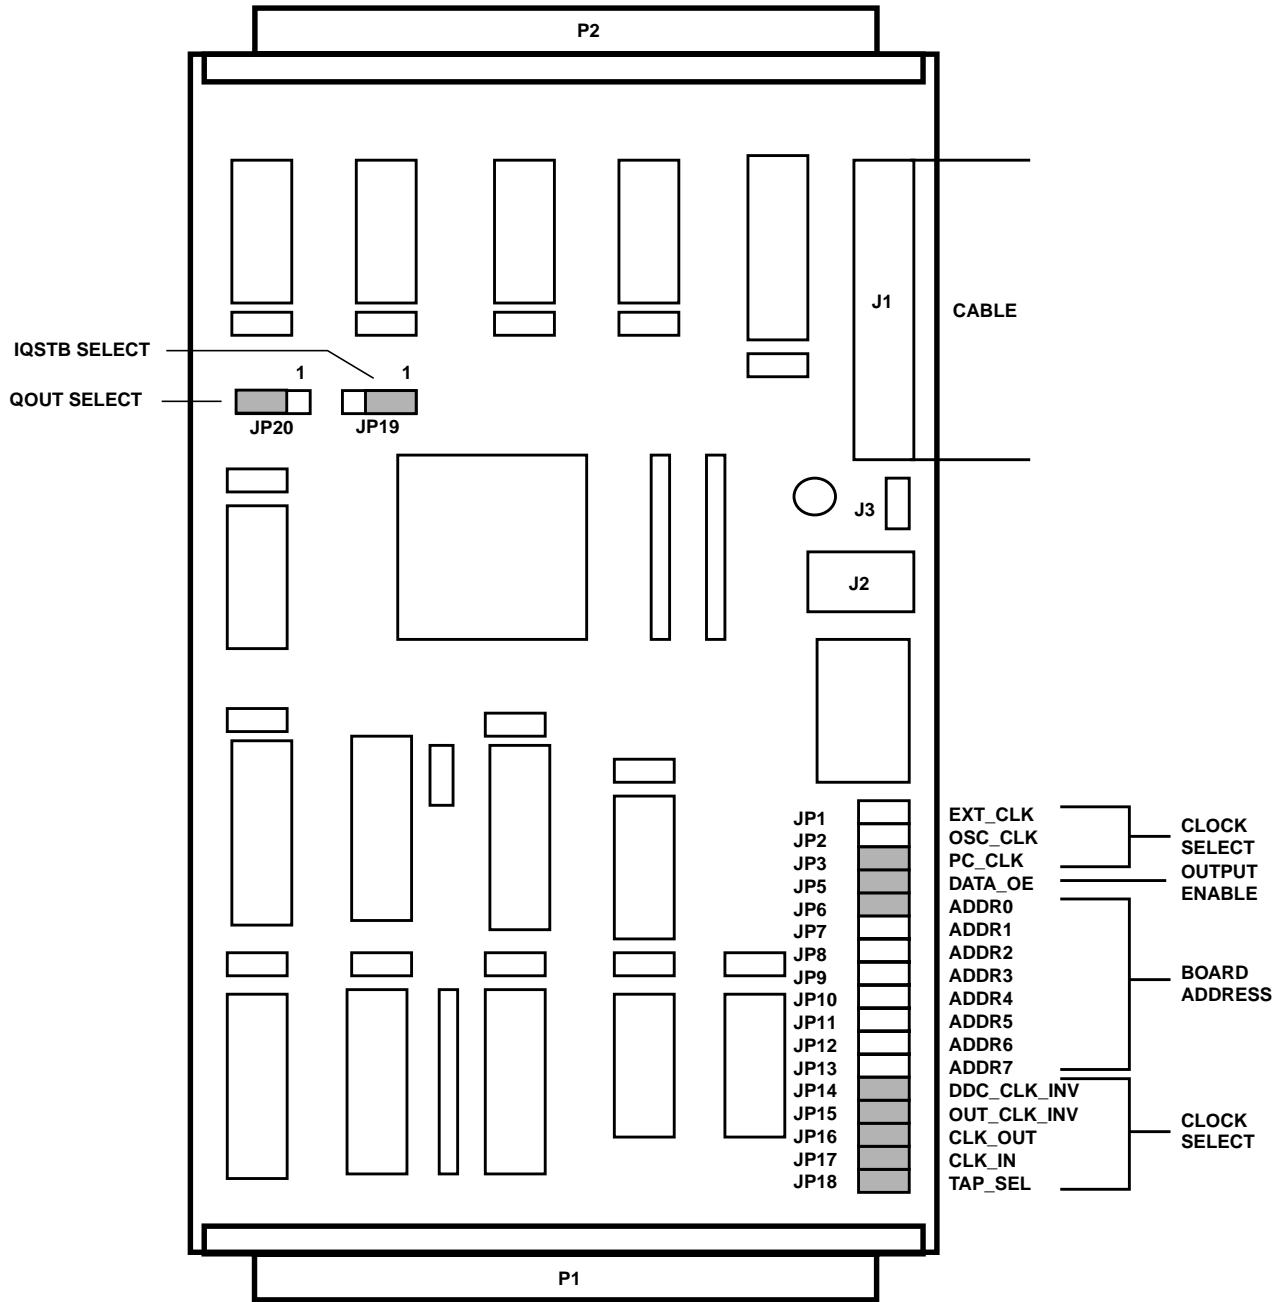 P2
J1
CABLE
IQSTB SELECT
QOUT SELECT
1
1
JP20
JP19
J3
J2
JP1
EXT_CLK
JP2
OSC_CLK
JP3
PC_CLK
CLOCK
SELECT
JP5
DATA_OE
OUTPUT
ENABLE
JP6
ADDR0
JP7
ADDR1
JP8
ADDR2
JP9
ADDR3
JP10
ADDR4
JP11
ADDR5
JP12
ADDR6
JP13
ADDR7
BOARD
ADDRESS
JP14
DDC_CLK_INV
JP15
OUT_CLK_INV
JP16
CLK_OUT
JP17
CLK_IN
JP18
TAP_SEL
CLOCK
SELECT
P1